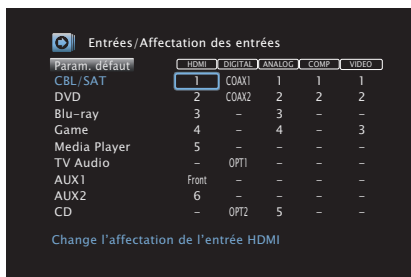 Entrées/Affectation des entrées
Param. défaut HDMI DIGITAL ANALOG COMP VIDEO
CBL/SAT 1 COAX1 1 1 1
DVD 2 COAX2 2 2 2
Blu-ray 3 – 3 – –
Game 4 – 4 – 3
Media Player 5 – – – –
TV Audio – OPT1 – – –
AUX1 Front – – – –
AUX2 6 – – – –
CD – OPT2 5 – –
Change l'affectation de l'entrée HDMI